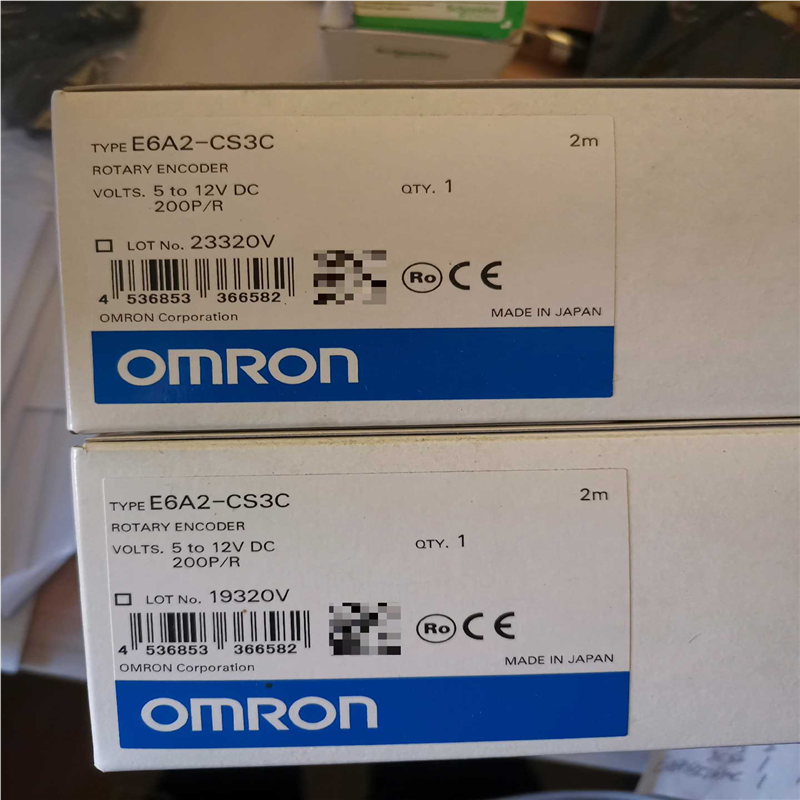 Schneider
TYPE E6A2-CS3C 2m
ROTARY ENCODER
VOLTS. 5 to 12V DC QTY. 1
200P/R
LOT No. 23320V
4 536853 366582
Ro CE
OMRON Corporation MADE IN JAPAN
OMRON
TYPE E6A2-CS3C 2m
ROTARY ENCODER
VOLTS. 5 to 12V DC QTY. 1
200P/R
LOT No. 19320V
4 536853 366582
Ro CE
OMRON Corporation MADE IN JAPAN
OMRON